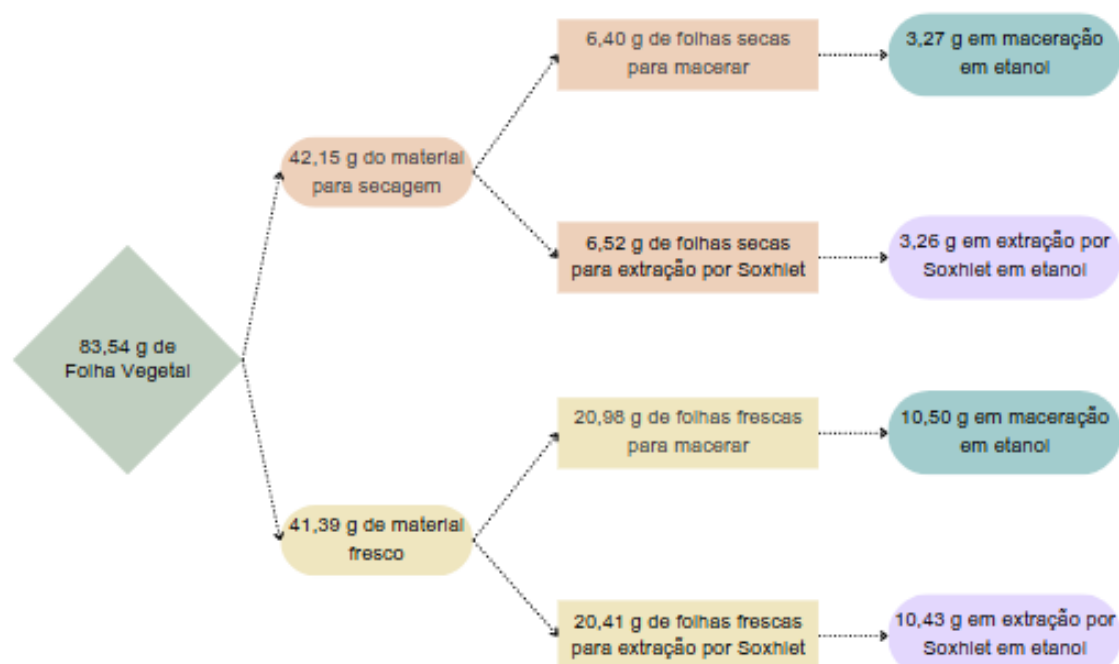 6,40 g de folhas secas
para macerar
3,27 g em maceração
em etanol
42,15 g do material
para secagem
6,52 g de folhas secas
para extração por Soxhlet
3,26 g em extração por
Soxhlet em etanol
83,54 g de
Folha Vegetal
20,98 g de folhas frescas
para macerar
10,50 g em maceração
em etanol
41,39 g de material
fresco
20,41 g de folhas frescas
para extração por Soxhlet
10,43 g em extração por
Soxhlet em etanol